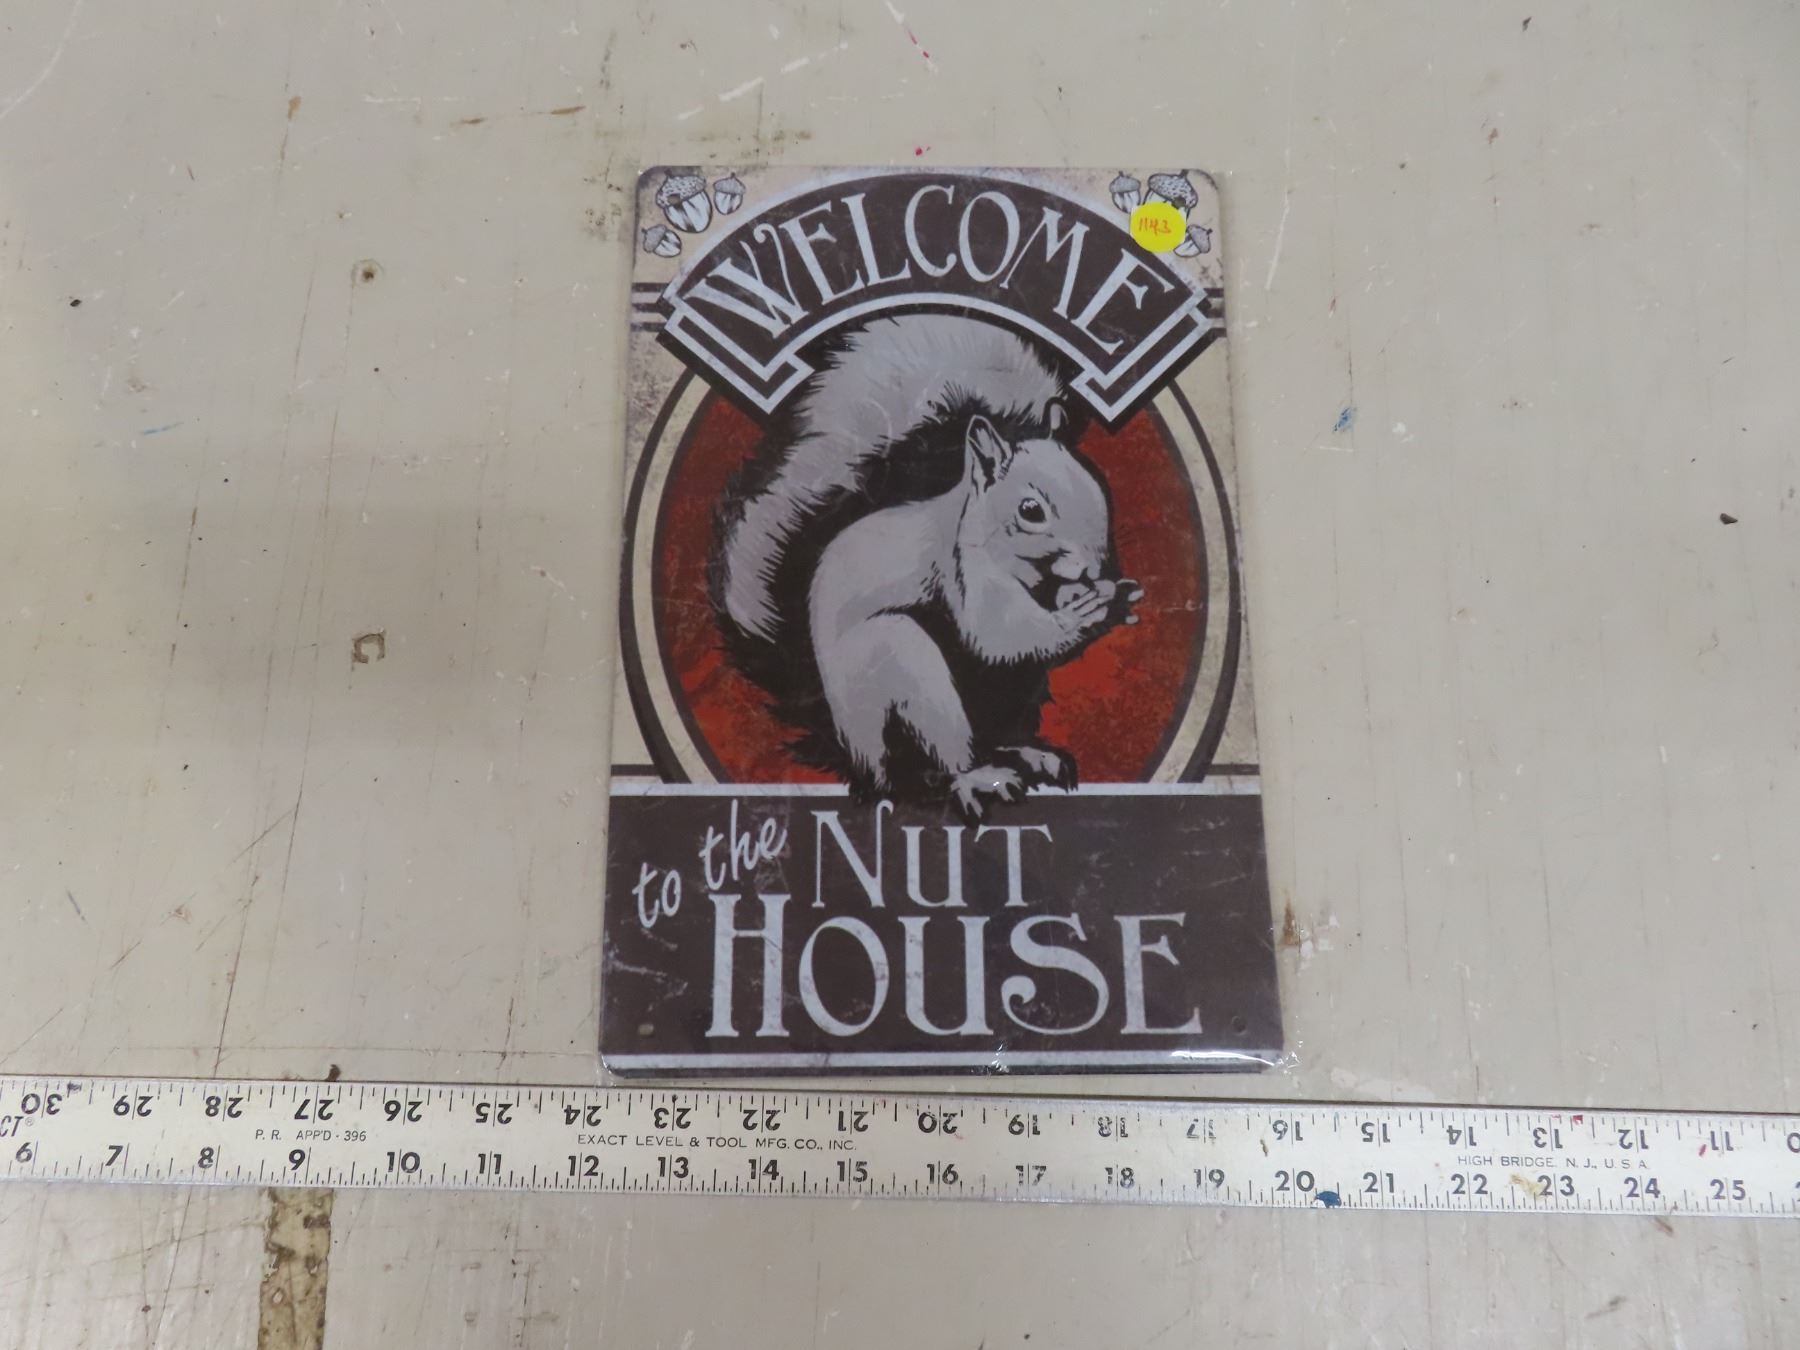 WELCOME
1143
to the NUT
HOUSE
30 29 28 27 26 25 24 23 22 21 20 19 18 17 16 15 14 13 12 11
CT® P. R. APP'D · 396 EXACT LEVEL & TOOL MFG. CO., INC. HIGH BRIDGE. N. J., U. S. A.
6 7 8 9 10 11 12 13 14 15 16 17 18 19 20 21 22 23 24 25